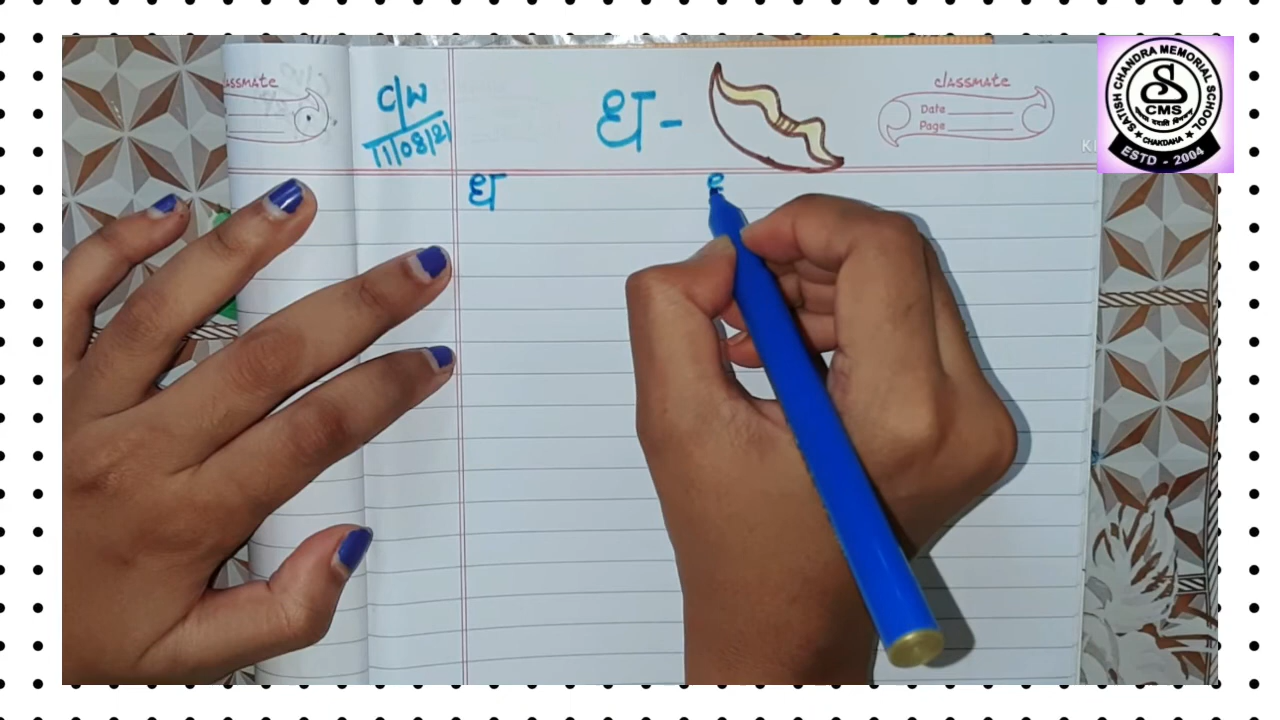 classmate
C/W
11/08/21
ध -
classmate
Date
Page
ध
SATISH CHANDRA MEMORIAL SCHOOL
S
CMS
★ CHAKDAHA ★
ESTD - 2004